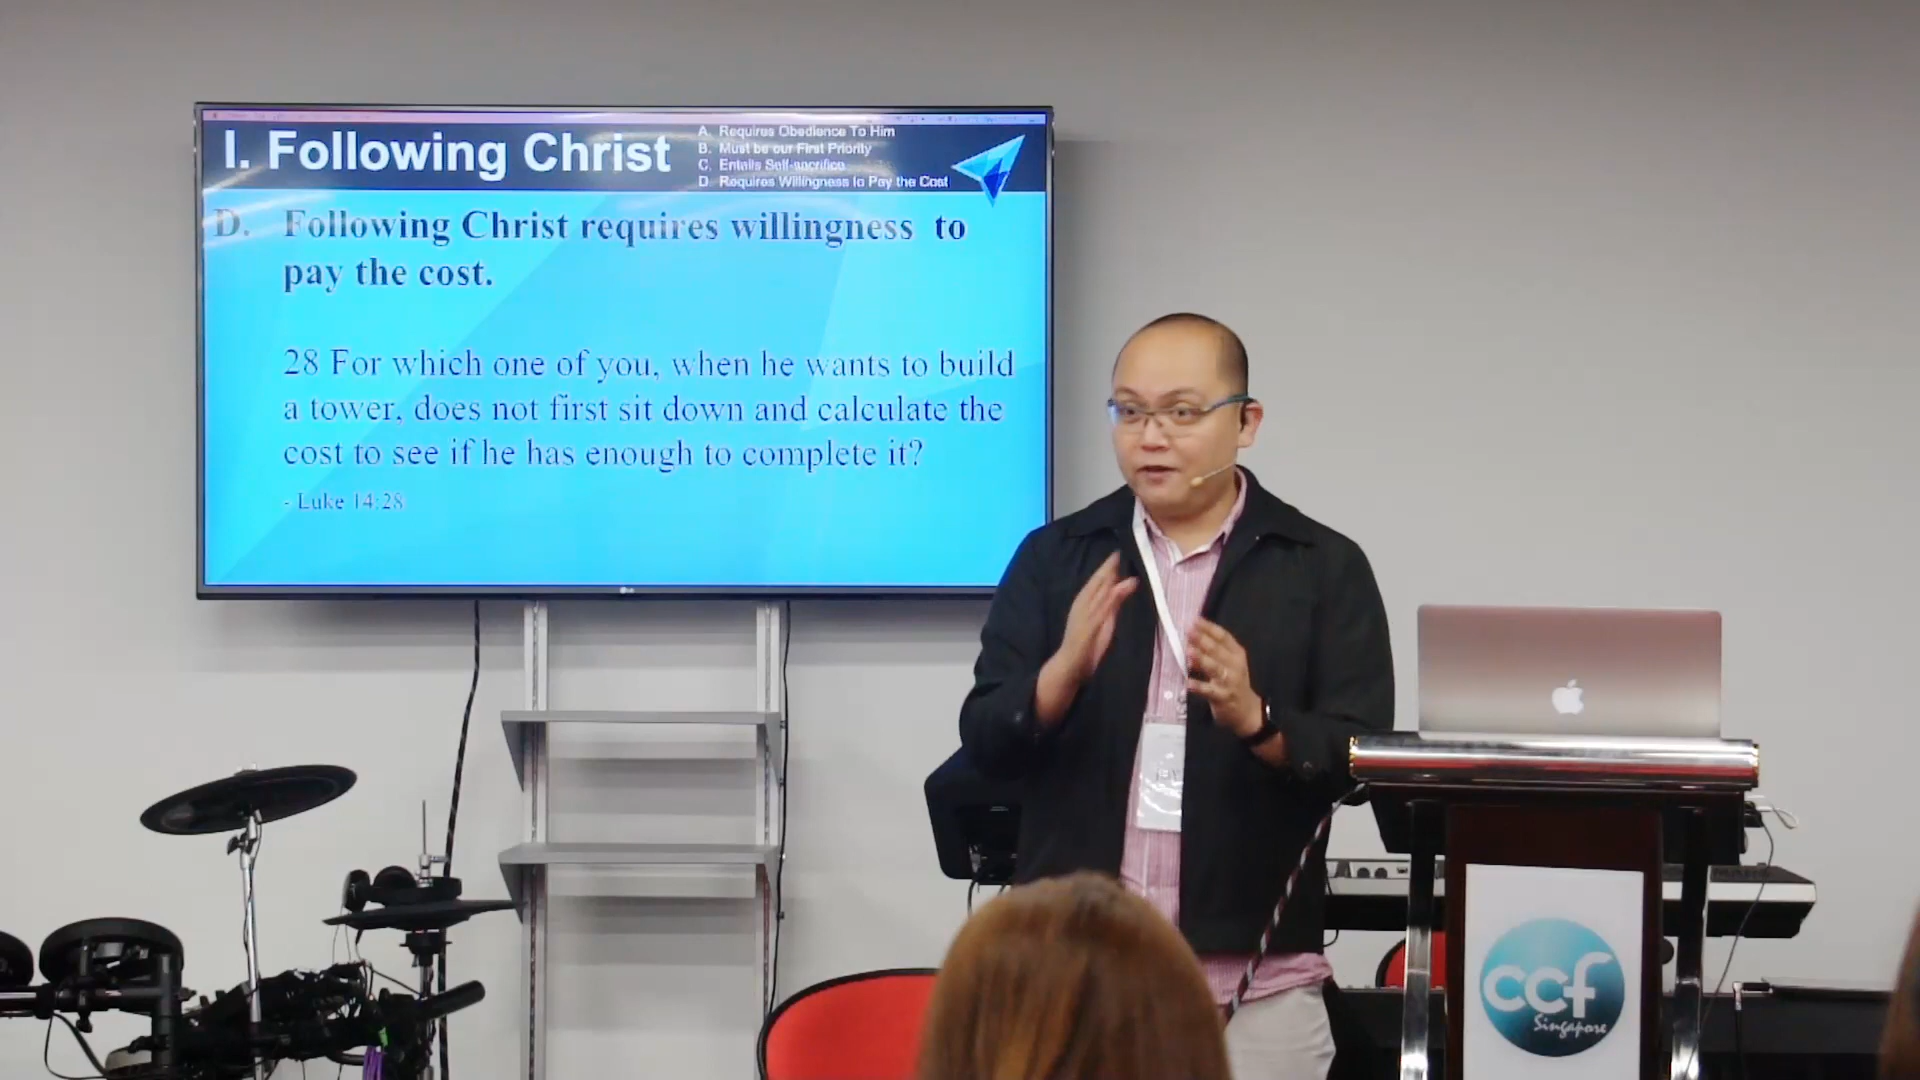 I. Following Christ
A. Requires Obedience To Him
B. Must be our First Priority
C. Entails Self-sacrifice
D. Requires Willingness to Pay the Cost
D. Following Christ requires willingness to
pay the cost.
28 For which one of you, when he wants to build
a tower, does not first sit down and calculate the
cost to see if he has enough to complete it?
- Luke 14:28
LG
ccf
Singapore